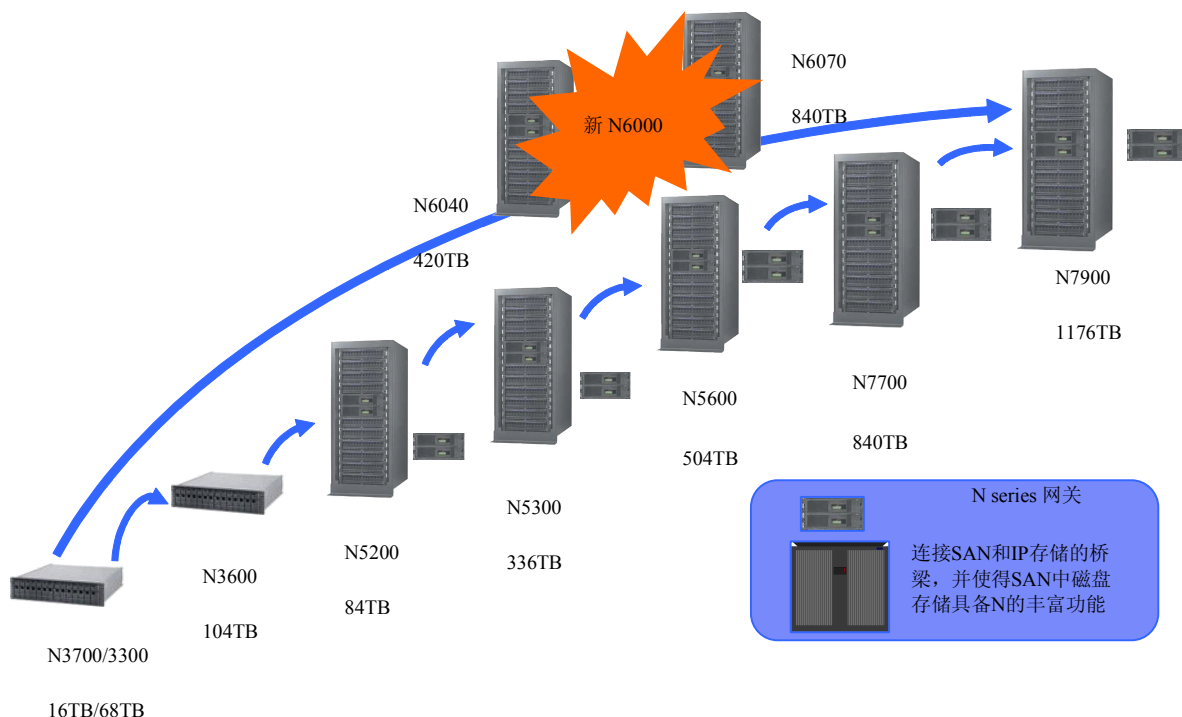 N6070
840TB
新 N6000
N6040
420TB
N7900
1176TB
N7700
840TB
N5600
504TB
N5300
336TB
N5200
84TB
N3600
104TB
N3700/3300
16TB/68TB
N series 网关
连接SAN和IP存储的桥
梁，并使得SAN中磁盘
存储具备N的丰富功能